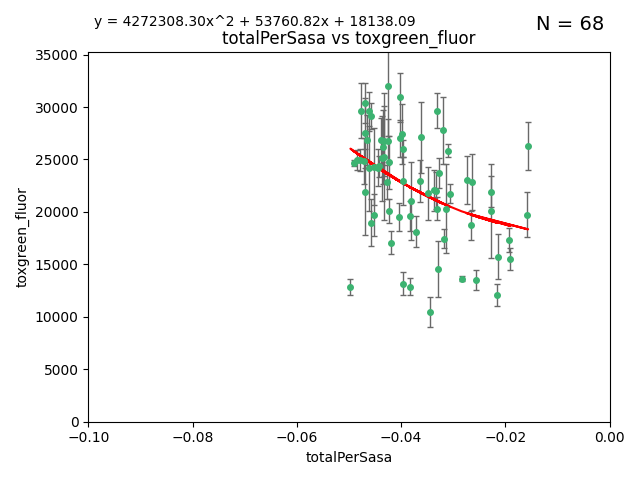 y = 4272308.30x^2 + 53760.82x + 18138.09
N = 68
totalPerSasa vs toxgreen_fluor
35000
30000
25000
20000
15000
10000
5000
0
toxgreen_fluor
−0.10 −0.08 −0.06 −0.04 −0.02 0.00
totalPerSasa